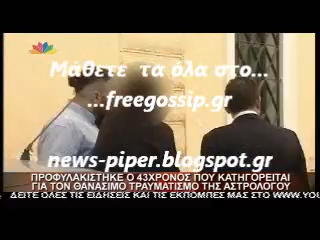 Μάθετε τα όλα στο...
...freegossip.gr
news-piper.blogspot.gr
ΠΡΟΦΥΛΑΚΙΣΤΗΚΕ Ο 43ΧΡΟΝΟΣ ΠΟΥ ΚΑΤΗΓΟΡΕΙΤΑΙ
ΓΙΑ ΤΟΝ ΘΑΝΑΣΙΜΟ ΤΡΑΥΜΑΤΙΣΜΟ ΤΗΣ ΑΣΤΡΟΛΟΓΟΥ
ΔΕΙΤΕ ΟΛΕΣ ΤΙΣ ΕΙΔΗΣΕΙΣ ΚΑΙ ΤΙΣ ΕΚΠΟΜΠΕΣ ΜΑΣ ΣΤΟ WWW.YOU